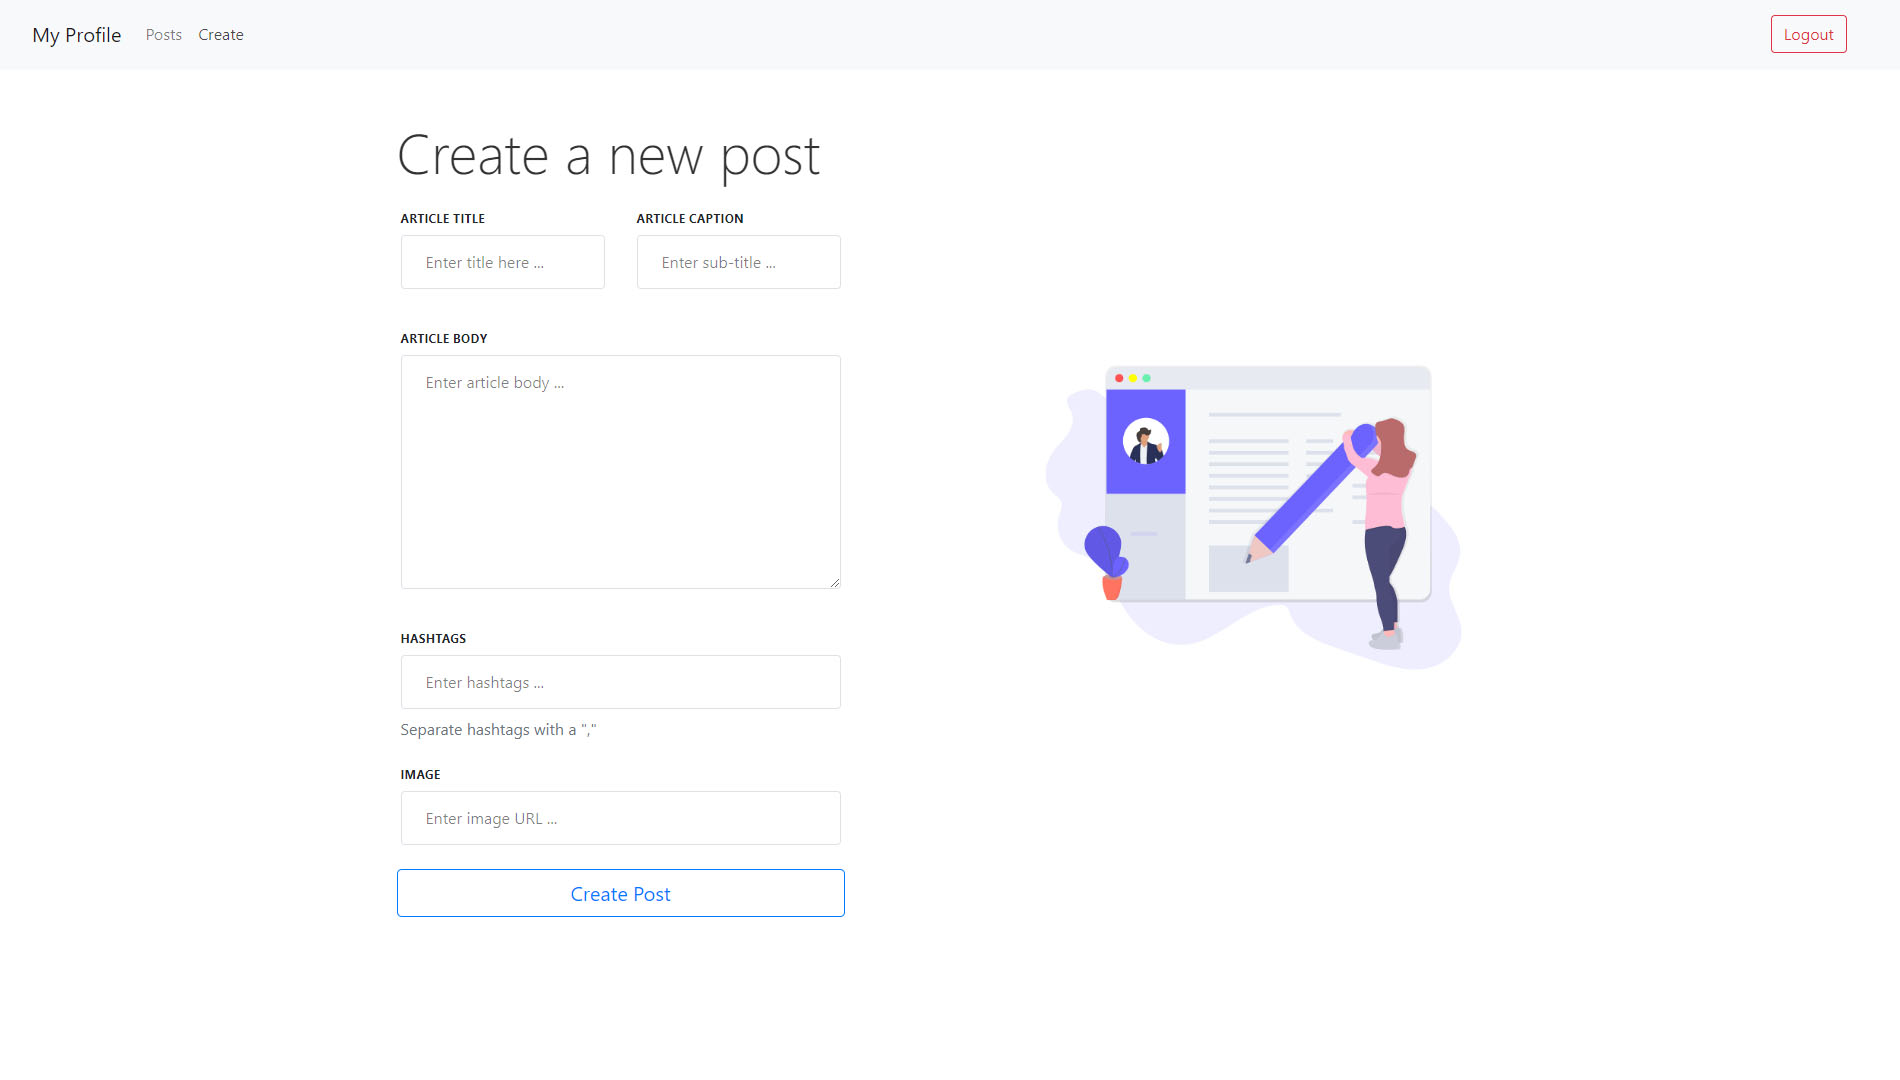 My Profile Posts Create Logout
Create a new post
ARTICLE TITLE ARTICLE CAPTION
Enter title here ... Enter sub-title ...
ARTICLE BODY
Enter article body ...
HASHTAGS
Enter hashtags ...
Separate hashtags with a ","
IMAGE
Enter image URL ...
Create Post